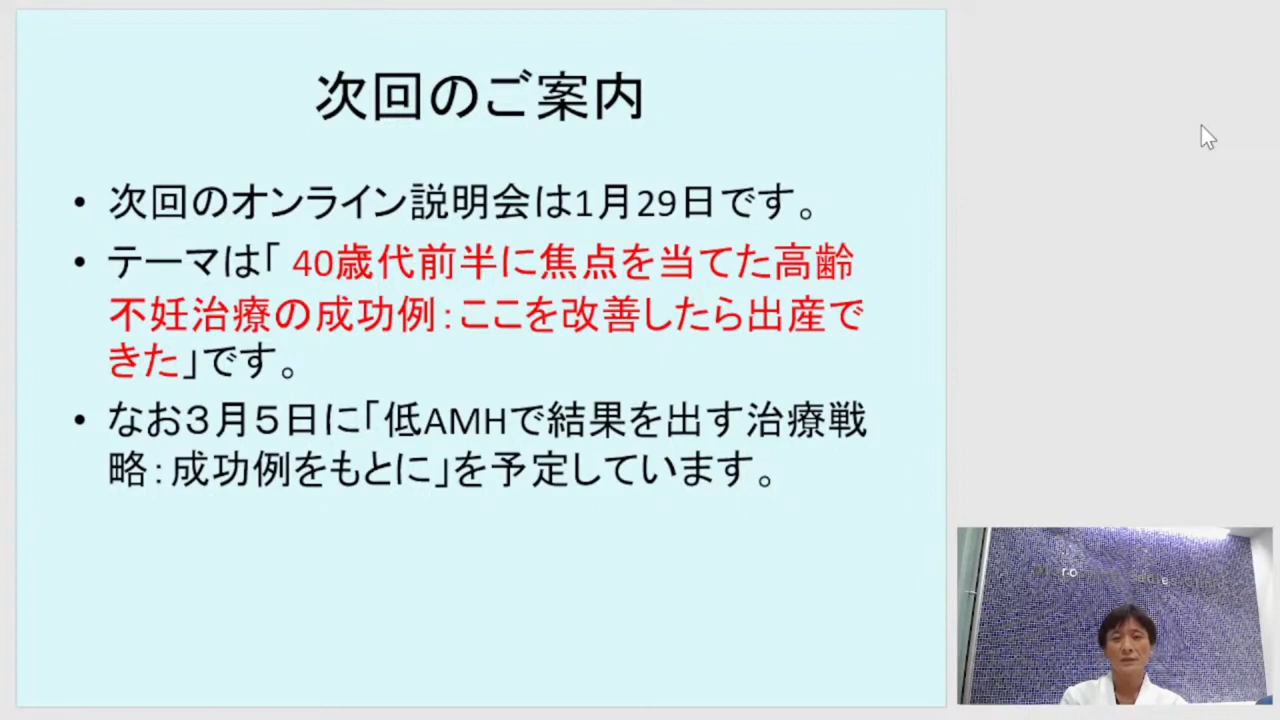 次回のご案内
• 次回のオンライン説明会は1月29日です。
• テーマは「 40歳代前半に焦点を当てた高齢
不妊治療の成功例：ここを改善したら出産で
きた」です。
• なお３月５日に「低AMHで結果を出す治療戦
略：成功例をもとに」を予定しています。